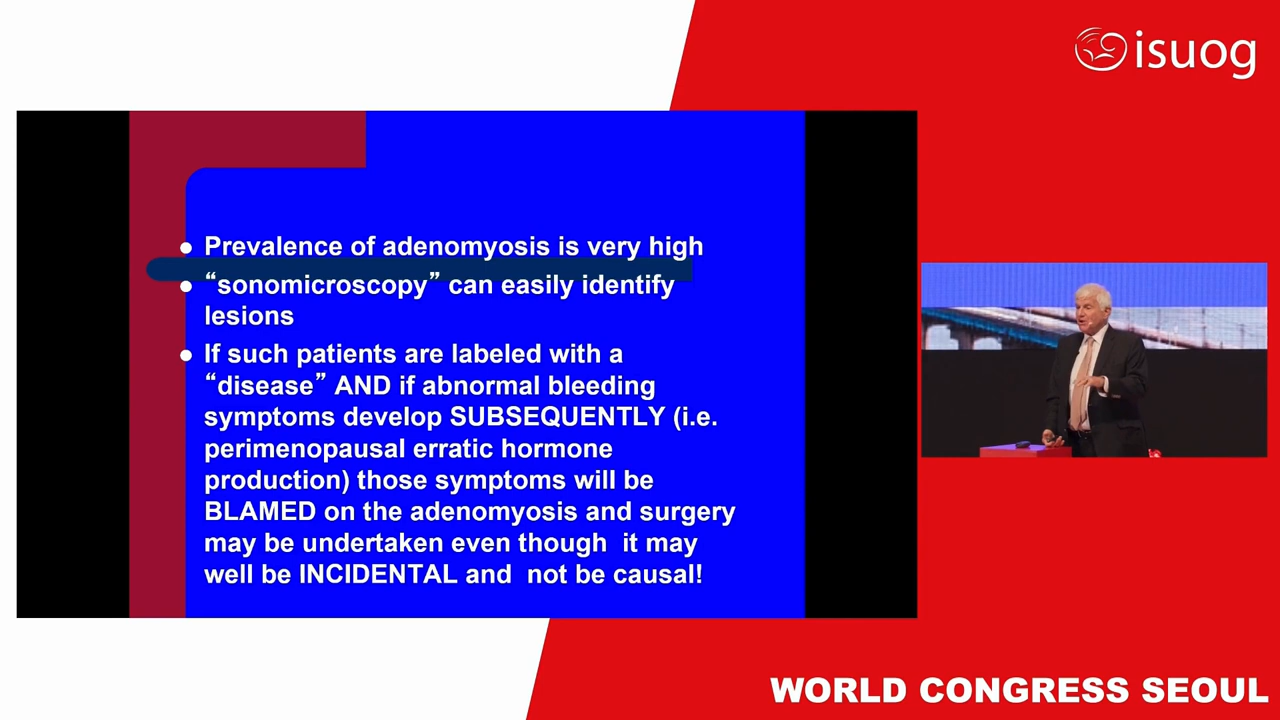 isuog
● Prevalence of adenomyosis is very high
● “sonomicroscopy” can easily identify
lesions
● If such patients are labeled with a
“disease” AND if abnormal bleeding
symptoms develop SUBSEQUENTLY (i.e.
perimenopausal erratic hormone
production) those symptoms will be
BLAMED on the adenomyosis and surgery
may be undertaken even though  it may
well be INCIDENTAL and  not be causal!
WORLD CONGRESS SEOUL